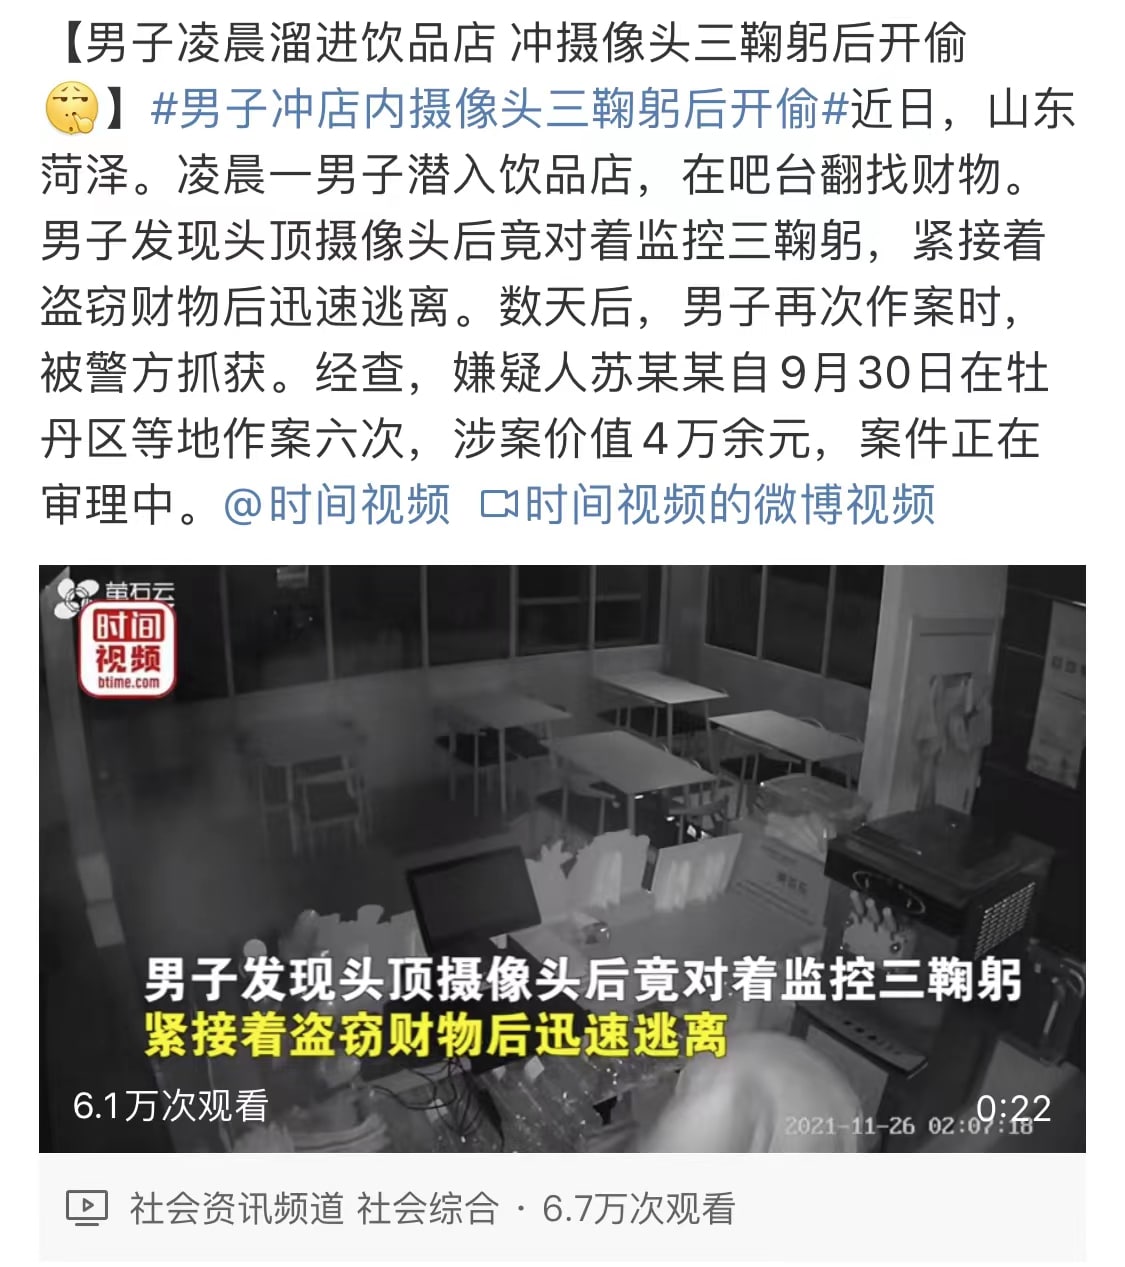 【男子凌晨溜进饮品店 冲摄像头三鞠躬后开偷
】#男子冲店内摄像头三鞠躬后开偷#近日，山东
菏泽。凌晨一男子潜入饮品店，在吧台翻找财物。
男子发现头顶摄像头后竟对着监控三鞠躬，紧接着
盗窃财物后迅速逃离。数天后，男子再次作案时，
被警方抓获。经查，嫌疑人苏某某自9月30日在牡
丹区等地作案六次，涉案价值4万余元，案件正在
审理中。@时间视频 时间视频的微博视频
萤石云
时间
视频
btime.com
男子发现头顶摄像头后竟对着监控三鞠躬
紧接着盗窃财物后迅速逃离
6.1万次观看
0:22
2021-11-26 02:07:18
社会资讯频道 社会综合 · 6.7万次观看